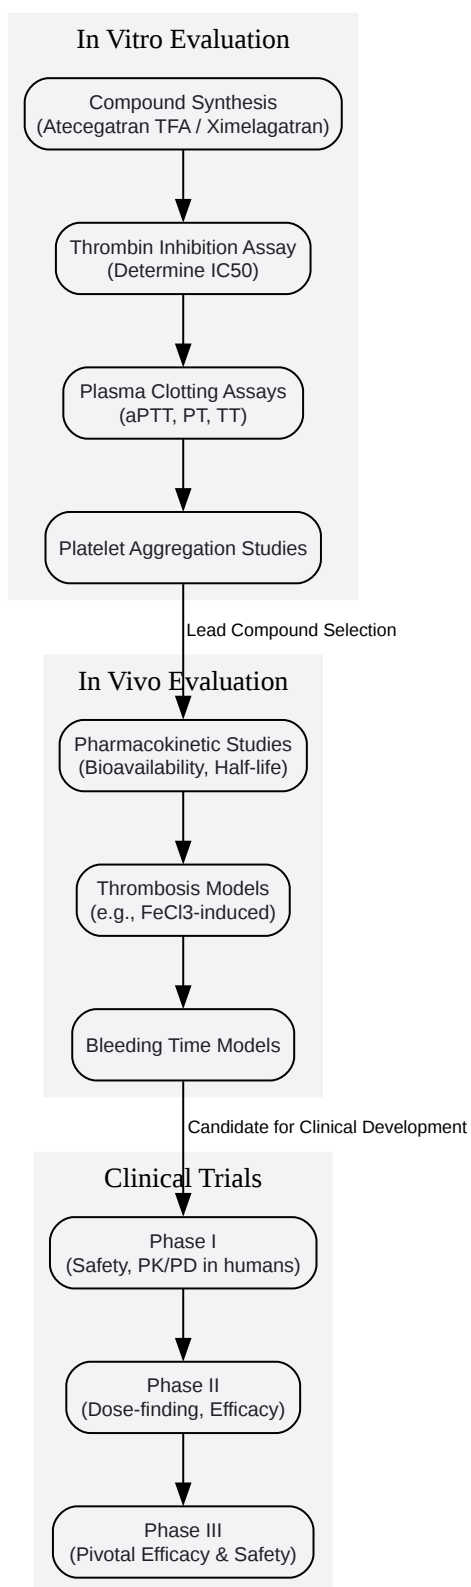 In Vitro Evaluation
Compound Synthesis
(Atecegatran TFA / Ximelagatran)
Thrombin Inhibition Assay
(Determine IC50)
Plasma Clotting Assays
(aPTT, PT, TT)
Platelet Aggregation Studies
Lead Compound Selection
In Vivo Evaluation
Pharmacokinetic Studies
(Bioavailability, Half-life)
Thrombosis Models
(e.g., FeCl3-induced)
Bleeding Time Models
Candidate for Clinical Development
Clinical Trials
Phase I
(Safety, PK/PD in humans)
Phase II
(Dose-finding, Efficacy)
Phase III
(Pivotal Efficacy & Safety)